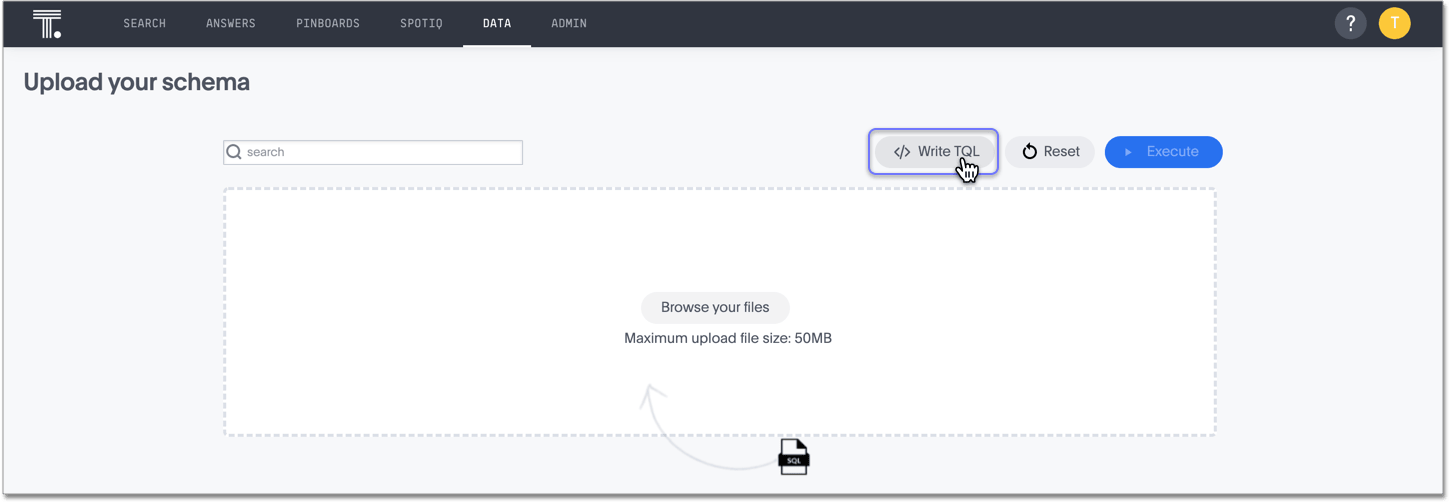 T. SEARCH ANSWERS PINBOARDS SPOTIQ DATA ADMIN ? T
Upload your schema
search </> Write TQL Reset Execute
Browse your files
Maximum upload file size: 50MB
SQL